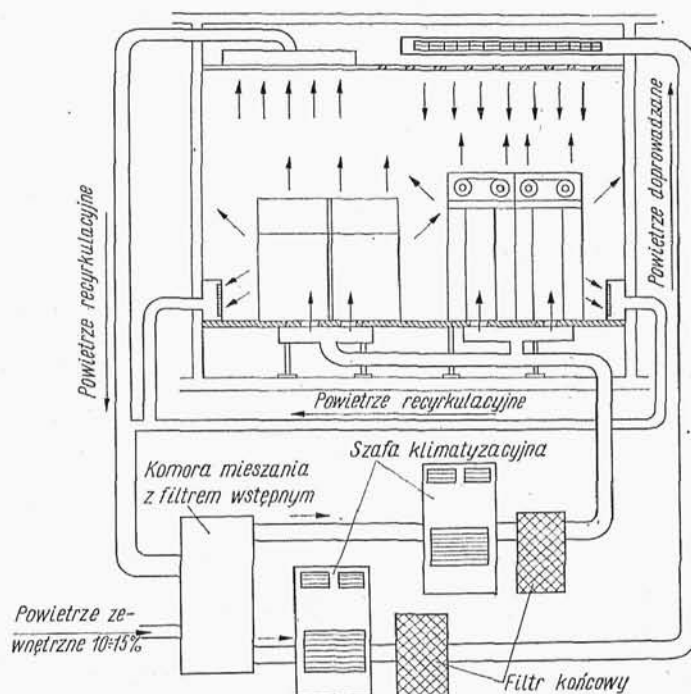 Powietrze recyrkulacyjne
Powietrze doprowadzane
Powietrze recyrkulacyjne
Szafa klimatyzacyjna
Komora mieszania
z filtrem wstępnym
Powietrze ze-
wnętrzne 10÷15%
Filtr końcowy